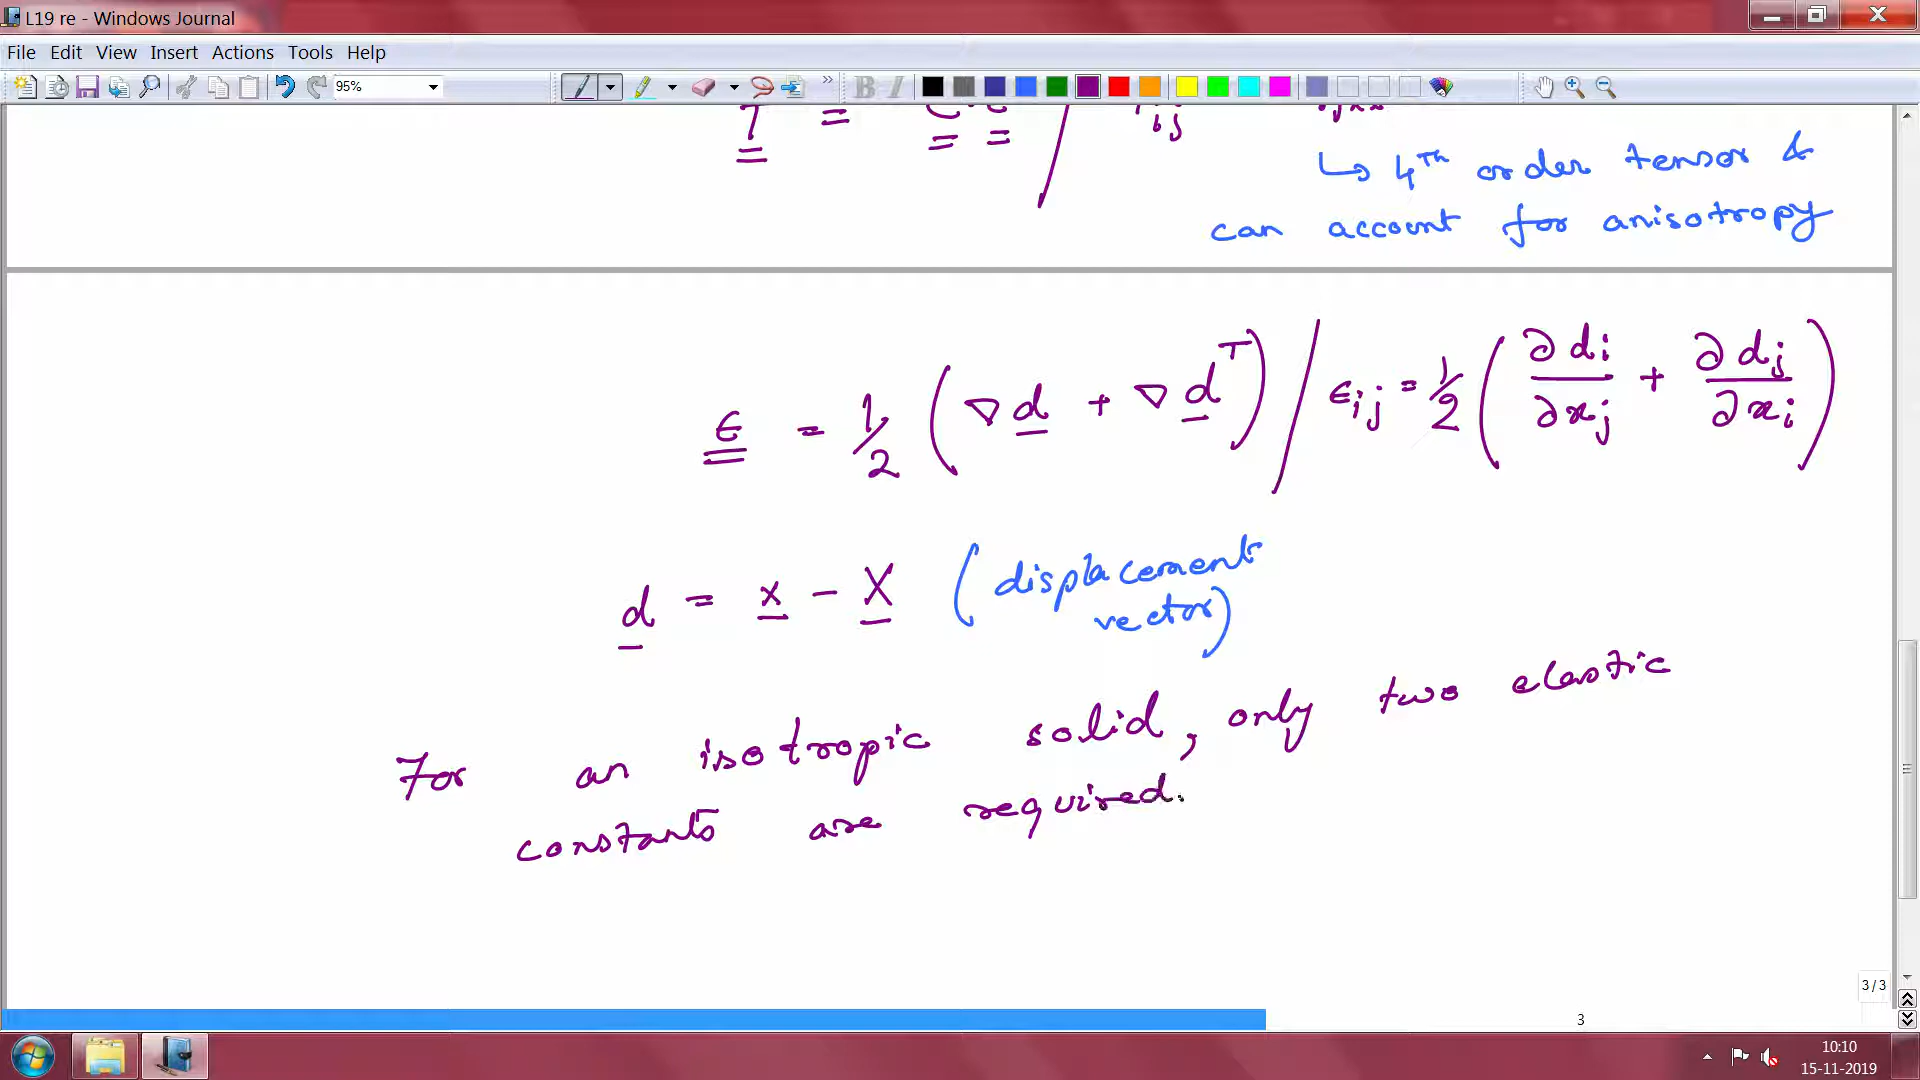 L19 re - Windows Journal
File Edit View Insert Actions Tools Help
95%
B I
↳ 4Th order tensor &
can account for anisotropy
ϵ = 1/2 (∇ d + ∇ d^T) / ϵij = 1/2 (∂di/∂xj + ∂dj/∂xi)
d = x - X (displacement
vector)
For an isotropic solid, only two elastic
constants are required.
3 / 3
3
10:10
15-11-2019